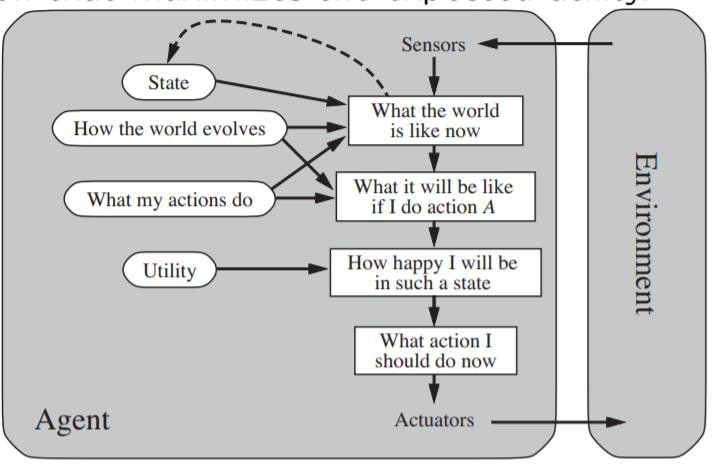 Sensors
State
What the world
is like now
How the world evolves
What it will be like
if I do action A
What my actions do
How happy I will be
in such a state
Utility
What action I
should do now
Agent
Actuators
Environment